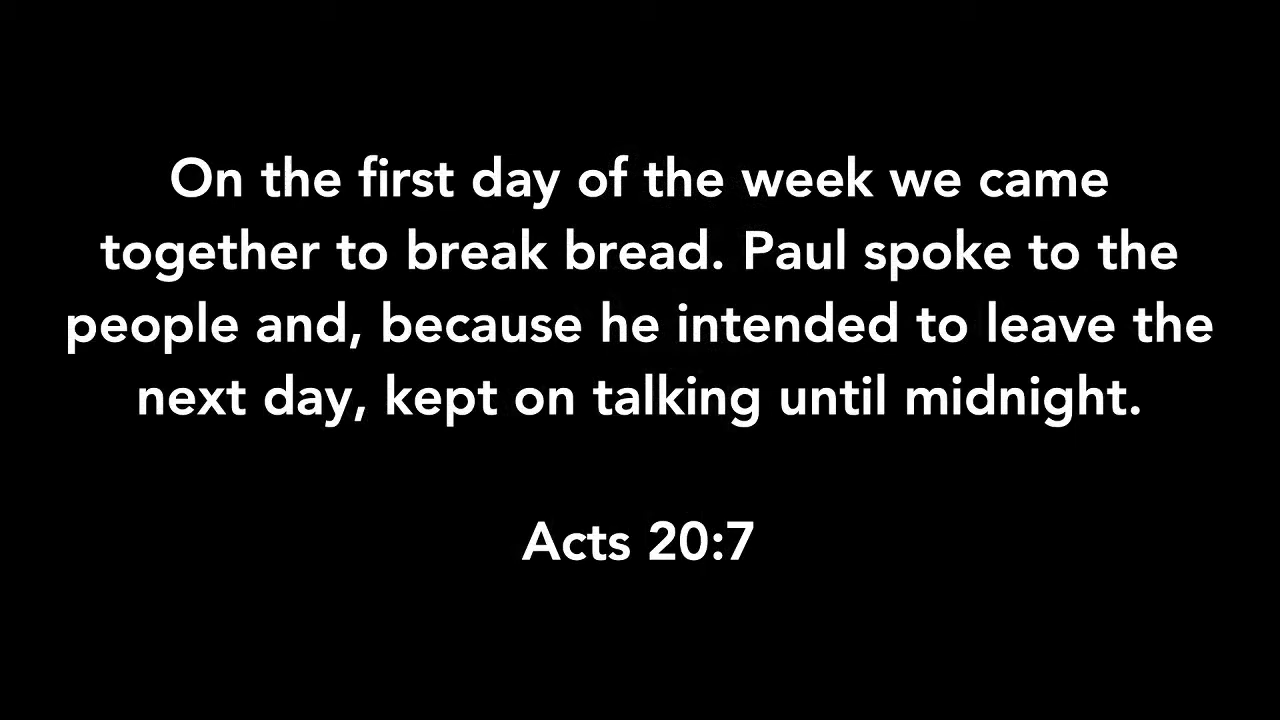 On the first day of the week we came
together to break bread. Paul spoke to the
people and, because he intended to leave the
next day, kept on talking until midnight.
Acts 20:7